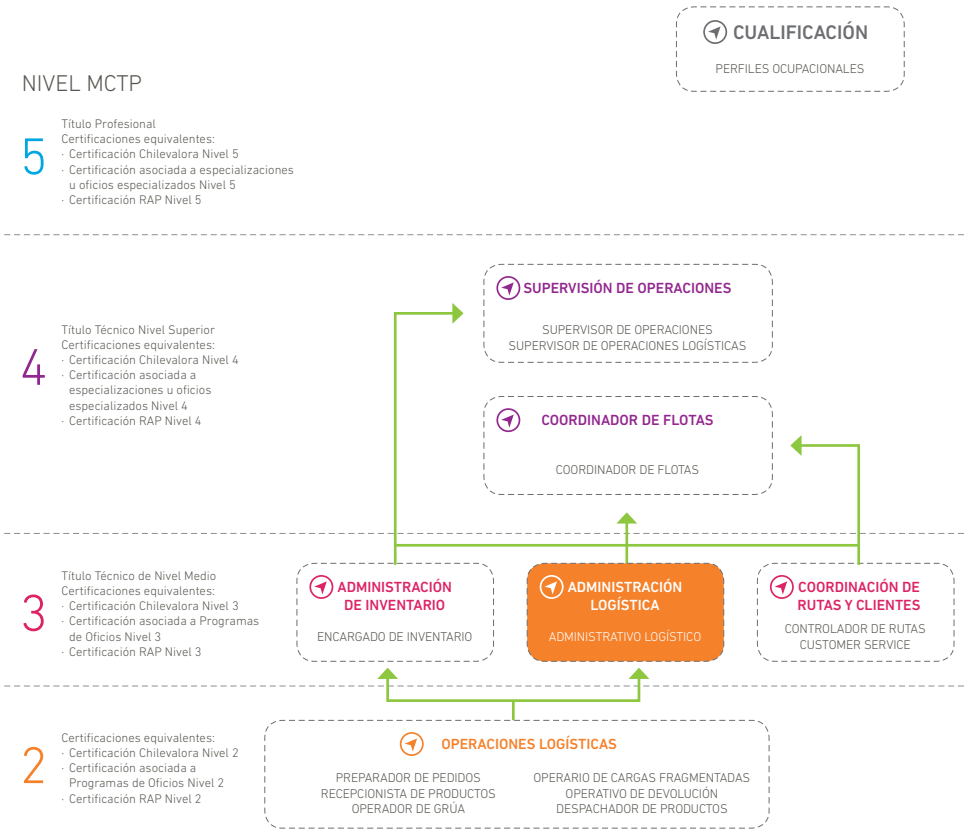 CUALIFICACIÓN
PERFILES OCUPACIONALES
NIVEL MCTP
5
Título Profesional
Certificaciones equivalentes:
· Certificación Chilevalora Nivel 5
· Certificación asociada a especializaciones
u oficios especializados Nivel 5
· Certificación RAP Nivel 5
SUPERVISIÓN DE OPERACIONES
SUPERVISOR DE OPERACIONES
SUPERVISOR DE OPERACIONES LOGÍSTICAS
4
Título Técnico Nivel Superior
Certificaciones equivalentes:
· Certificación Chilevalora Nivel 4
· Certificación asociada a
especializaciones u oficios
especializados Nivel 4
· Certificación RAP Nivel 4
COORDINADOR DE FLOTAS
COORDINADOR DE FLOTAS
3
Título Técnico de Nivel Medio
Certificaciones equivalentes:
· Certificación Chilevalora Nivel 3
· Certificación asociada a Programas
de Oficios Nivel 3
· Certificación RAP Nivel 3
ADMINISTRACIÓN
DE INVENTARIO
ENCARGADO DE INVENTARIO
ADMINISTRACIÓN
LOGÍSTICA
ADMINISTRATIVO LOGÍSTICO
COORDINACIÓN DE
RUTAS Y CLIENTES
CONTROLADOR DE RUTAS
CUSTOMER SERVICE
2
Certificaciones equivalentes:
· Certificación Chilevalora Nivel 2
· Certificación asociada a
Programas de Oficios Nivel 2
· Certificación RAP Nivel 2
OPERACIONES LOGÍSTICAS
PREPARADOR DE PEDIDOS
RECEPCIONISTA DE PRODUCTOS
OPERADOR DE GRÚA
OPERARIO DE CARGAS FRAGMENTADAS
OPERATIVO DE DEVOLUCIÓN
DESPACHADOR DE PRODUCTOS